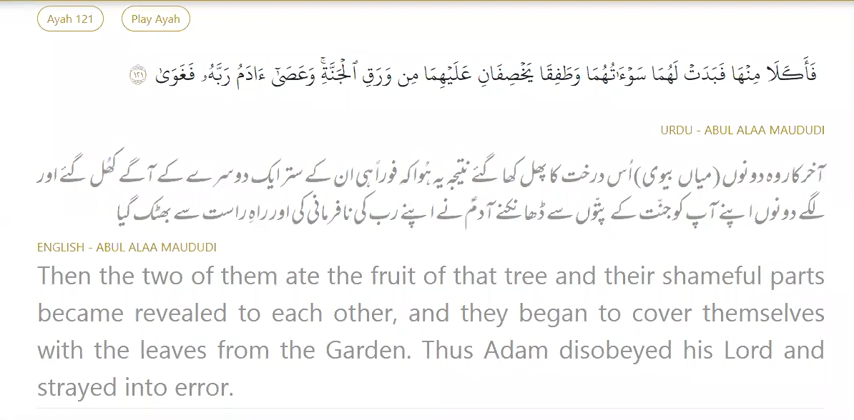 Ayah 121 Play Ayah
فَأَكَلَا مِنْهَا فَبَدَتْ لَهُمَا سَوْءَٰتُهُمَا وَطَفِقَا يَخْصِفَانِ عَلَيْهِمَا مِن وَرَقِ ٱلْجَنَّةِۚ وَعَصَىٰٓ ءَادَمُ رَبَّهُۥ فَغَوَىٰ ١٢١
URDU - ABUL ALAA MAUDUDI
آخرکار وہ دونوں (میاں بیوی) اُس درخت کا پھل کھا گئے نتیجہ یہ ہُوا کہ فوراً ہی ان کے ستر ایک دوسرے کے آگے کھُل گئے اور
لگے دونوں اپنے آپ کو جنّت کے پتّوں سے ڈھانکنے آدمؑ نے اپنے رب کی نافرمانی کی اور راہِ راست سے بھٹک گیا
ENGLISH - ABUL ALAA MAUDUDI
Then the two of them ate the fruit of that tree and their shameful parts
became revealed to each other, and they began to cover themselves
with the leaves from the Garden. Thus Adam disobeyed his Lord and
strayed into error.